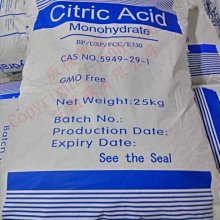 Citric Acid
Monohydrate
BP/USP/FCC/E330
CAS NO.5949-29-1
GMO Free
Net Weight:25kg
Batch No.:
Production Date:
Expiry Date:
See the Seal
Batch